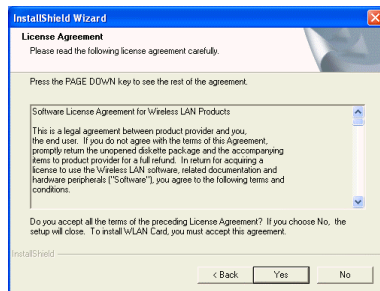 InstallShield Wizard
License Agreement
Please read the following license agreement carefully.
Press the PAGE DOWN key to see the rest of the agreement.
Software License Agreement for Wireless LAN Products
This is a legal agreement between product provider and you,
the end user. If you do not agree with the terms of this Agreement,
promptly return the unopened diskette package and the accompanying
items to product provider for a full refund. In return for acquiring a
license to use the Wireless LAN software, related documentation and
hardware peripherals ("Software"), you agree to the following terms and
conditions.
Do you accept all the terms of the preceding License Agreement? If you choose No, the
setup will close. To install WLAN Card, you must accept this agreement.
InstallShield
< Back
Yes
No